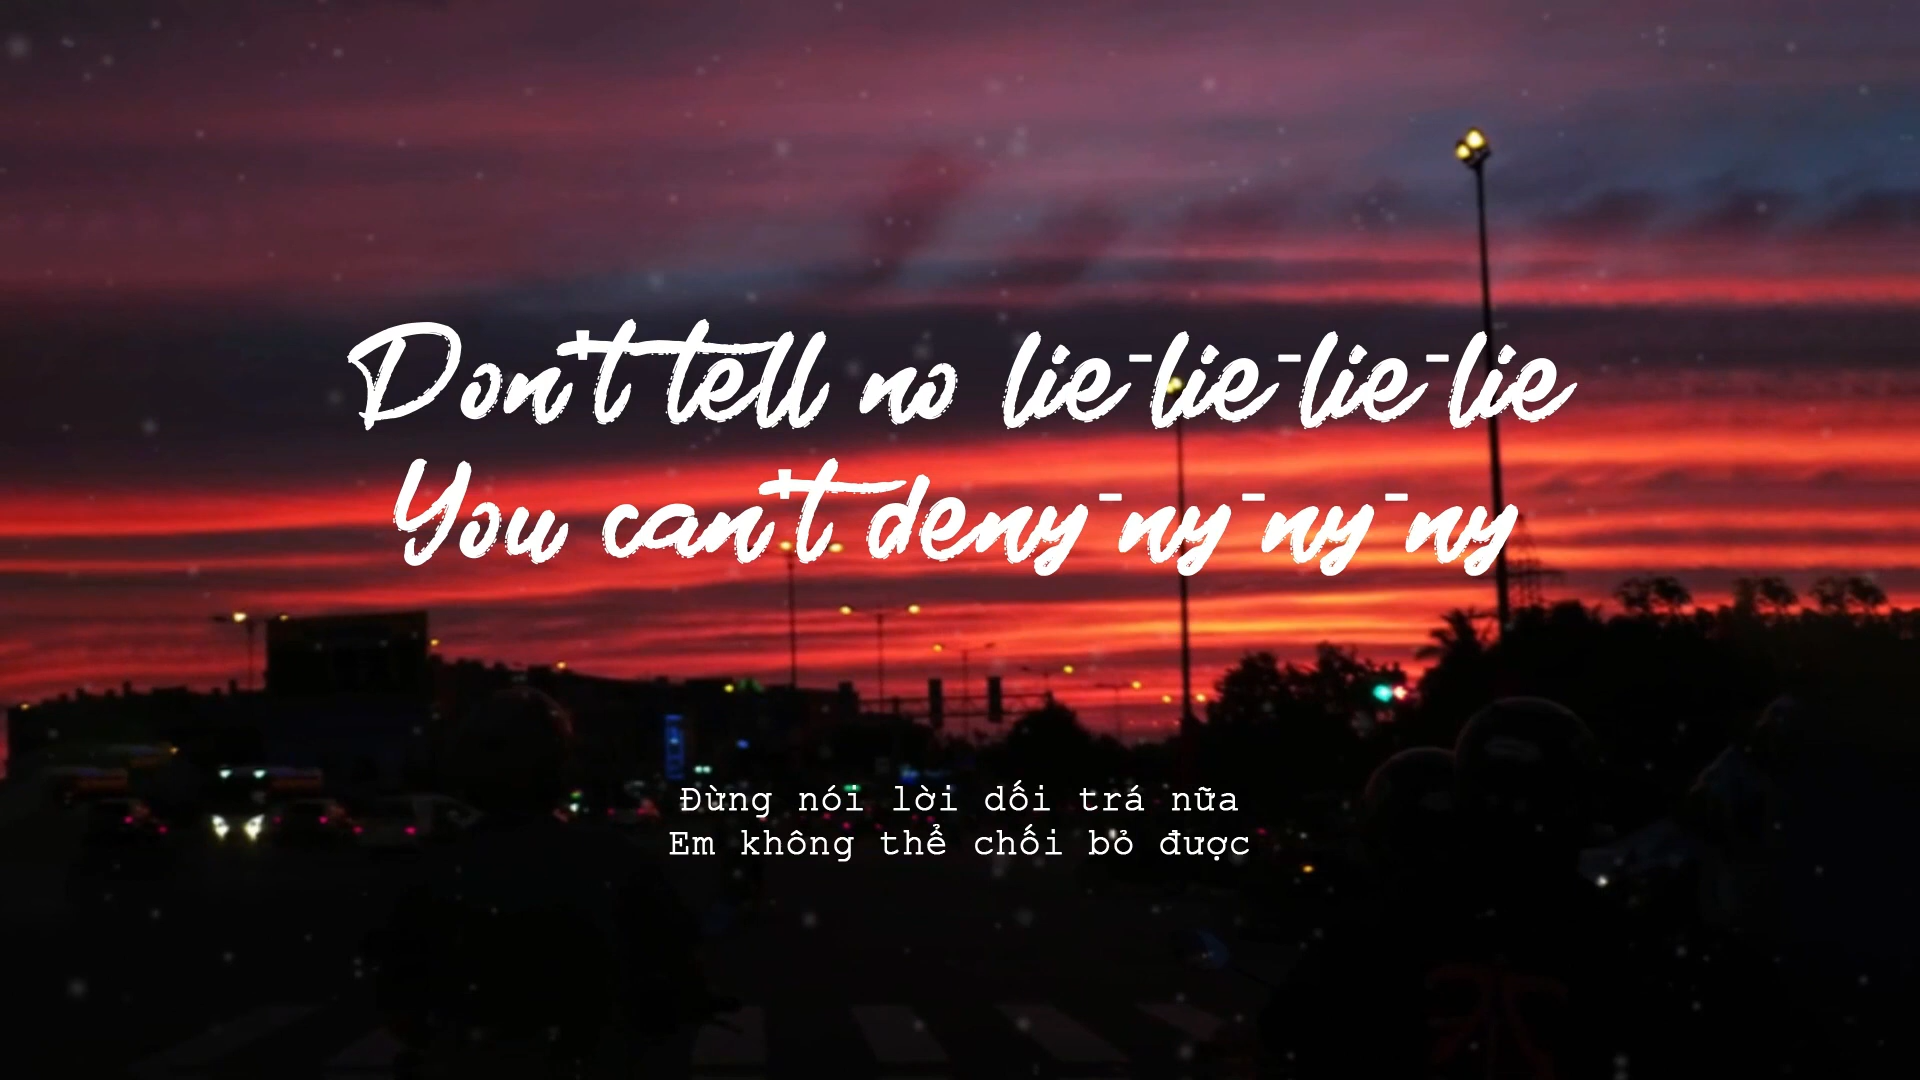 Don't tell no lie-lie-lie-lie
You can't deny-ny-ny-ny
Đừng nói lời dối trá nữa
Em không thể chối bỏ được